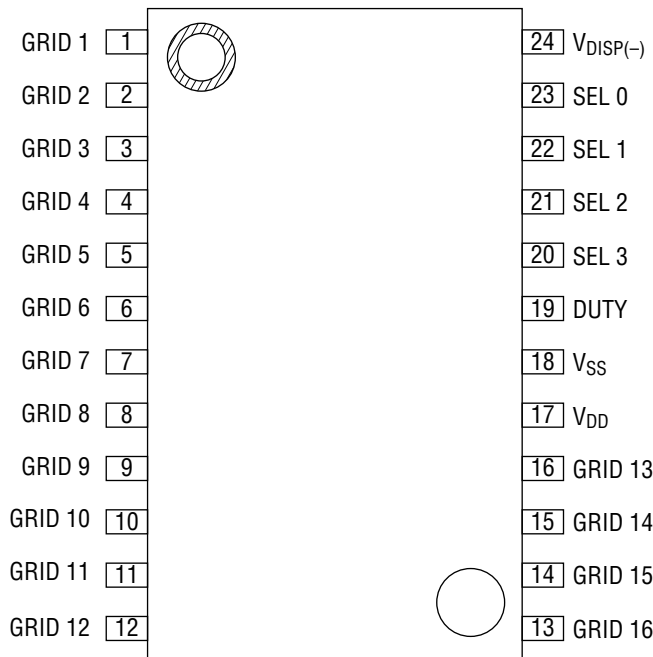 GRID 1 1 24 VDISP(–)
GRID 2 2 23 SEL 0
GRID 3 3 22 SEL 1
GRID 4 4 21 SEL 2
GRID 5 5 20 SEL 3
GRID 6 6 19 DUTY
GRID 7 7 18 VSS
GRID 8 8 17 VDD
GRID 9 9 16 GRID 13
GRID 10 10 15 GRID 14
GRID 11 11 14 GRID 15
GRID 12 12 13 GRID 16